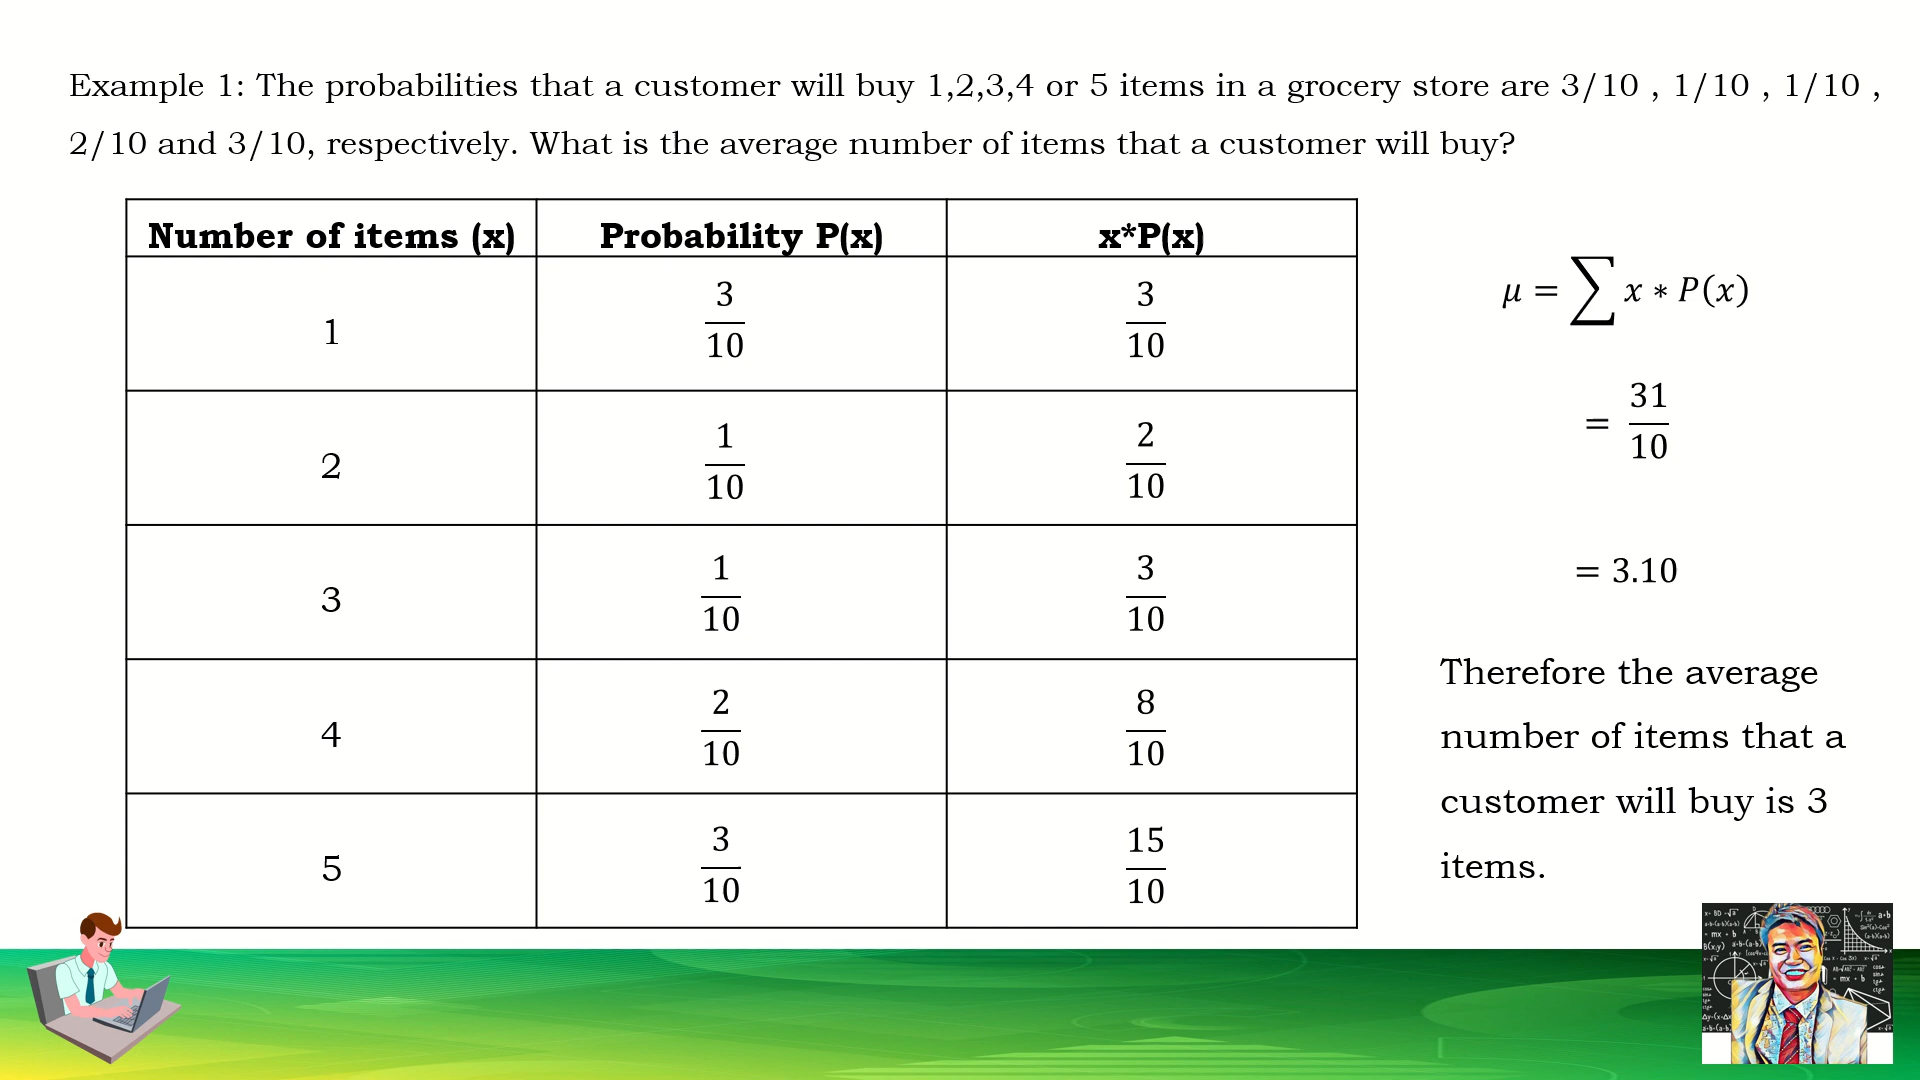 Example 1: The probabilities that a customer will buy 1,2,3,4 or 5 items in a grocery store are 3/10 , 1/10 , 1/10 ,
2/10 and 3/10, respectively. What is the average number of items that a customer will buy?
Number of items (x) Probability P(x) x*P(x)
1 3/10 3/10
2 1/10 2/10
3 1/10 3/10
4 2/10 8/10
5 3/10 15/10
μ = ∑ x ∗ P(x)
= 31/10
= 3.10
Therefore the average
number of items that a
customer will buy is 3
items.